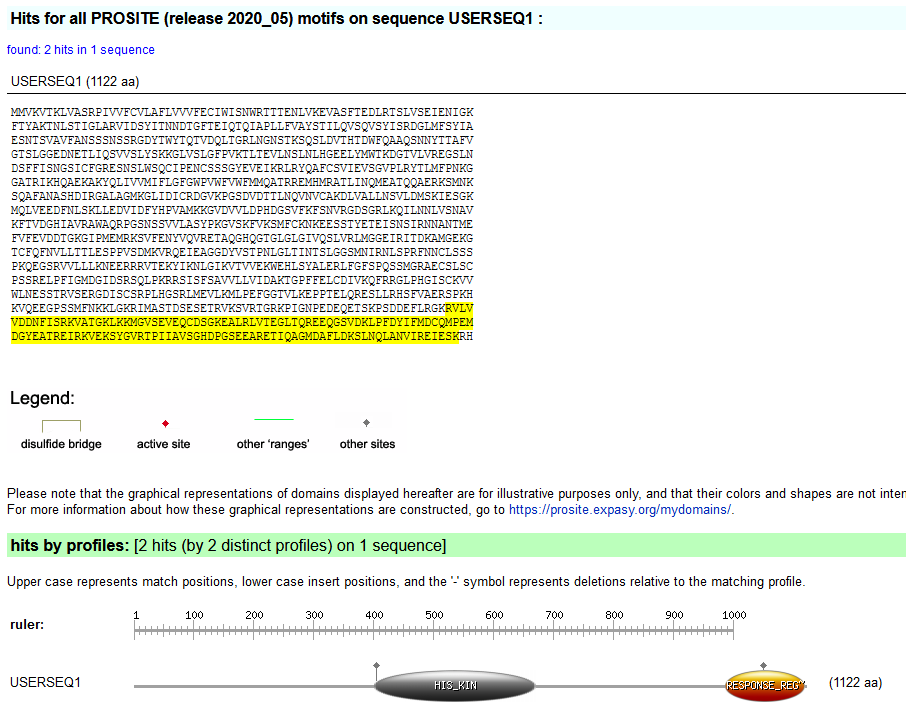 Hits for all PROSITE (release 2020_05) motifs on sequence USERSEQ1 :
found: 2 hits in 1 sequence
USERSEQ1 (1122 aa)
MMVKVTKLVASRPIVVFCVLAFLVVVFECIWISNWRTTTENLVKEVASFTEDLRTSLVSEIENIGK
FTYAKTNLSTIGLARVIDSYITNNDTGFTEIQTQIAPLLFVAYSTILQVSQVSYISRDGLMFSYIA
ESNTSVAVFANSSSNSSRGDYTWYTQTVDQLTGRLNGNSTKSQSLDVTHTDWFQAAQSNNYTTAFV
GTSLGGEDNETLIQSVVSLYSKKGLVSLGFPVKTLTEVLNSLNLHGEELYMWTKDGTVLVREGSLN
DSFFISNGSICFGRESNSLWSQCIPENCSSSGYEVEIKRLRYQAFCSVIEVSGVPLRYTLMFPNKG
GATRIKHQAEKAKYQLIVVMIFLGFGWPVWFVWFMMQATRREMHMRATLINQMEATQQAERKSMNK
SQAFANASHDIRGALAGMKGLIDICRDGVKPGSDVDTTLNQVNVCAKDLVALLNSVLDMSKIESGK
MQLVEEDFNLSKLLEDVIDFYHPVAMKKGVDVVLDPHDGSVFKFSNVRGDSGRLKQILNNLVSNAV
KFTVDGHIAVRAWAQRPGSNSSVVLASYPKGVSKFVKSMFCKNKEESSTYETEISNSIRNNANTME
FVFEVDDTGKGIPMEMRKSVFENYVQVRETAQGHQGTGLGLGIVQSLVRLMGGEIRITDKAMGEKG
TCFQFNVLLTTLESPPVSDMKVRQEIEAGGDYVSTPNLGLTINTSLGGSMNIRNLSPRFNNCLSSS
PKQEGSRVVLLLKNEERRRVTEKYIKNLGIKVTVVEKWEHLSYALERLFGFSPQSSMGRAECSLSC
PSSRELPFIGMDGIDSRSQLPKRRSISFSAVVLLVIDAKTGPFFELCDIVKQFRRGLPHGISCKVV
WLNESSTRVSERGDISCSRPLHGSRLMEVLKMLPEFGGTVLKEPPTELQRESLLRHSFVAERSPKH
KVQEEGPSSMFNKKLGKRIMASTDSESETRVKSVRTGRKPIGNPEDEQETSKPSDDEFLRGKRVLV
VDDNFISRKVATGKLKKMGVSEVEQCDSGKEALRLVTEGLTQREEQGSVDKLPFDYIFMDCQMPEM
DGYEATREIRKVEKSYGVRTPIIAVSGHDPGSEEARETIQAGMDAFLDKSLNQLANVIREIESKRH
Legend:
disulfide bridge active site other 'ranges' other sites
Please note that the graphical representations of domains displayed hereafter are for illustrative purposes only, and that their colors and shapes are not inten
For more information about how these graphical representations are constructed, go to https://prosite.expasy.org/mydomains/.
hits by profiles: [2 hits (by 2 distinct profiles) on 1 sequence]
Upper case represents match positions, lower case insert positions, and the '-' symbol represents deletions relative to the matching profile.
ruler: 1 100 200 300 400 500 600 700 800 900 1000
USERSEQ1 HIS_KIN RESPONSE_REG (1122 aa)